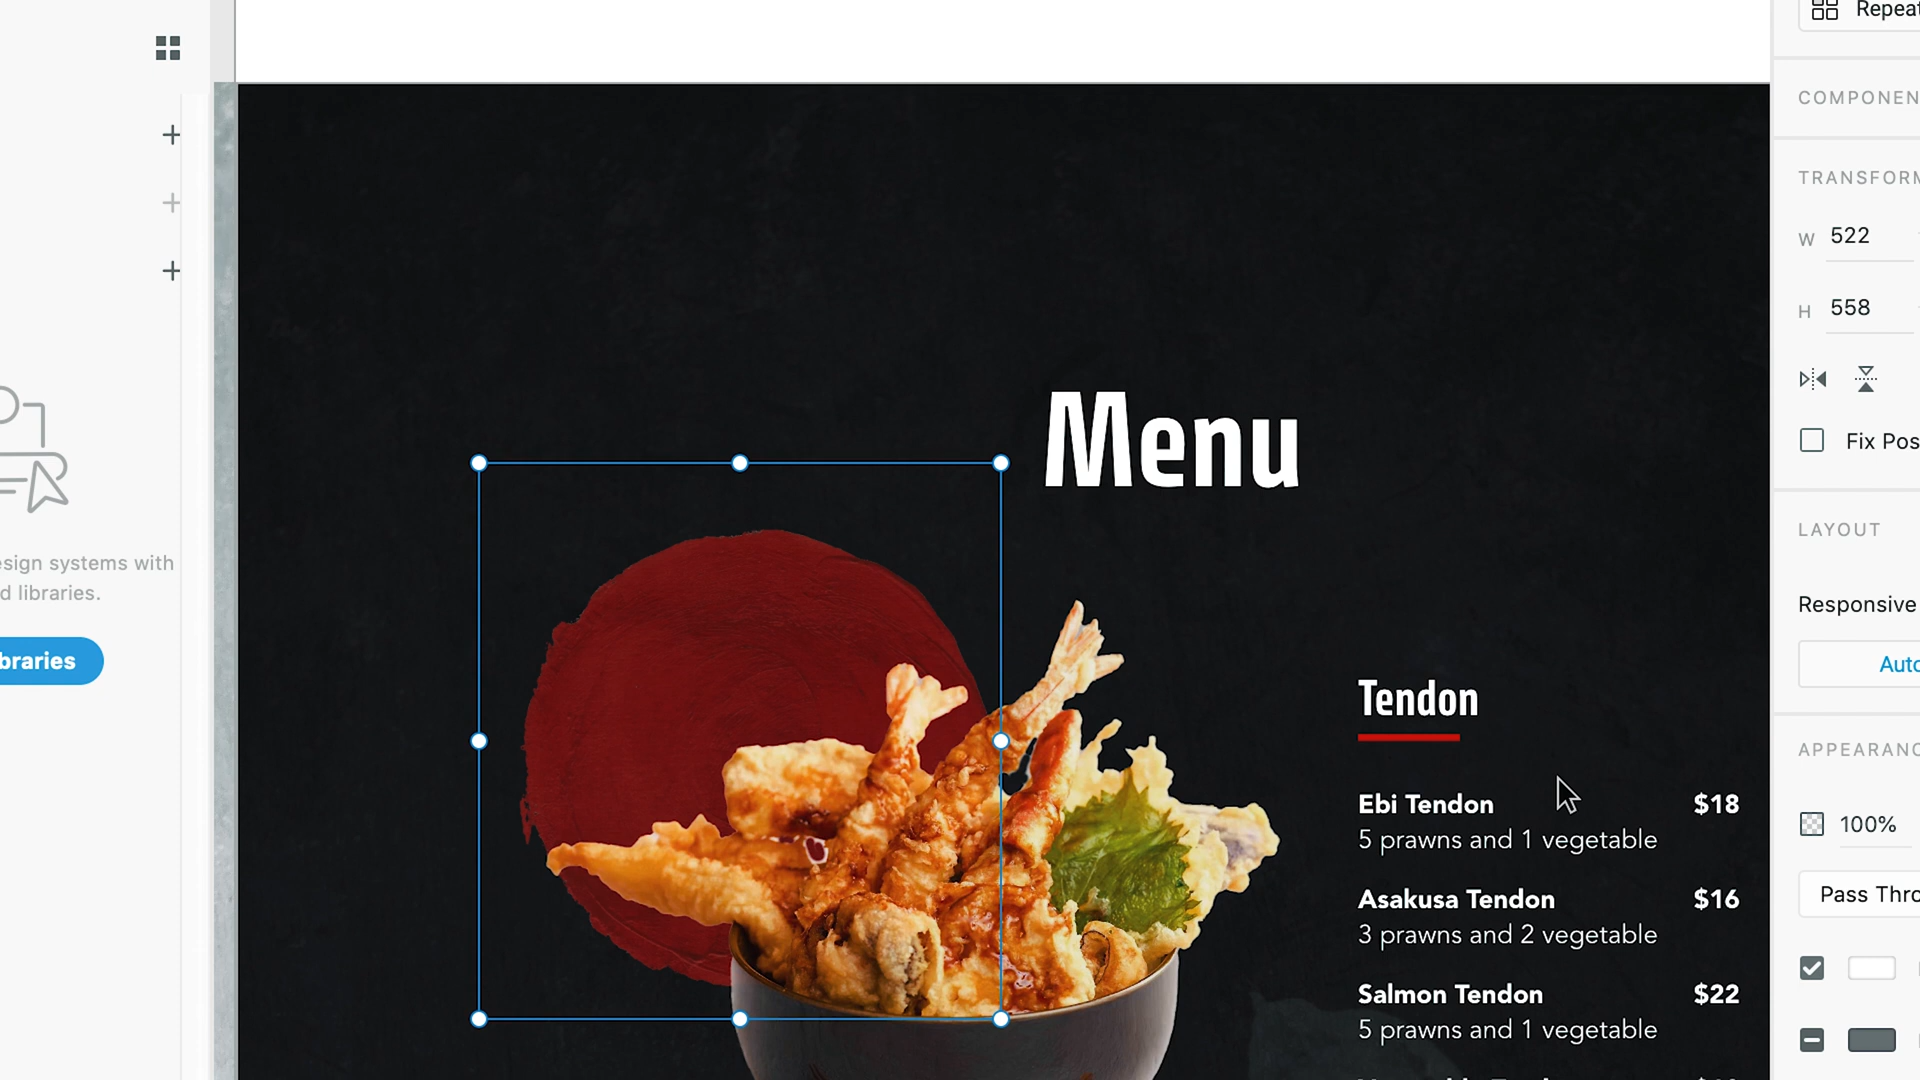 Repeat
COMPONEN
TRANSFORM
W 522
H 558
Fix Pos
LAYOUT
Responsive
Auto
APPEARANC
100%
Pass Thro
esign systems with
d libraries.
braries
Menu
Tendon
Ebi Tendon $18
5 prawns and 1 vegetable
Asakusa Tendon $16
3 prawns and 2 vegetable
Salmon Tendon $22
5 prawns and 1 vegetable